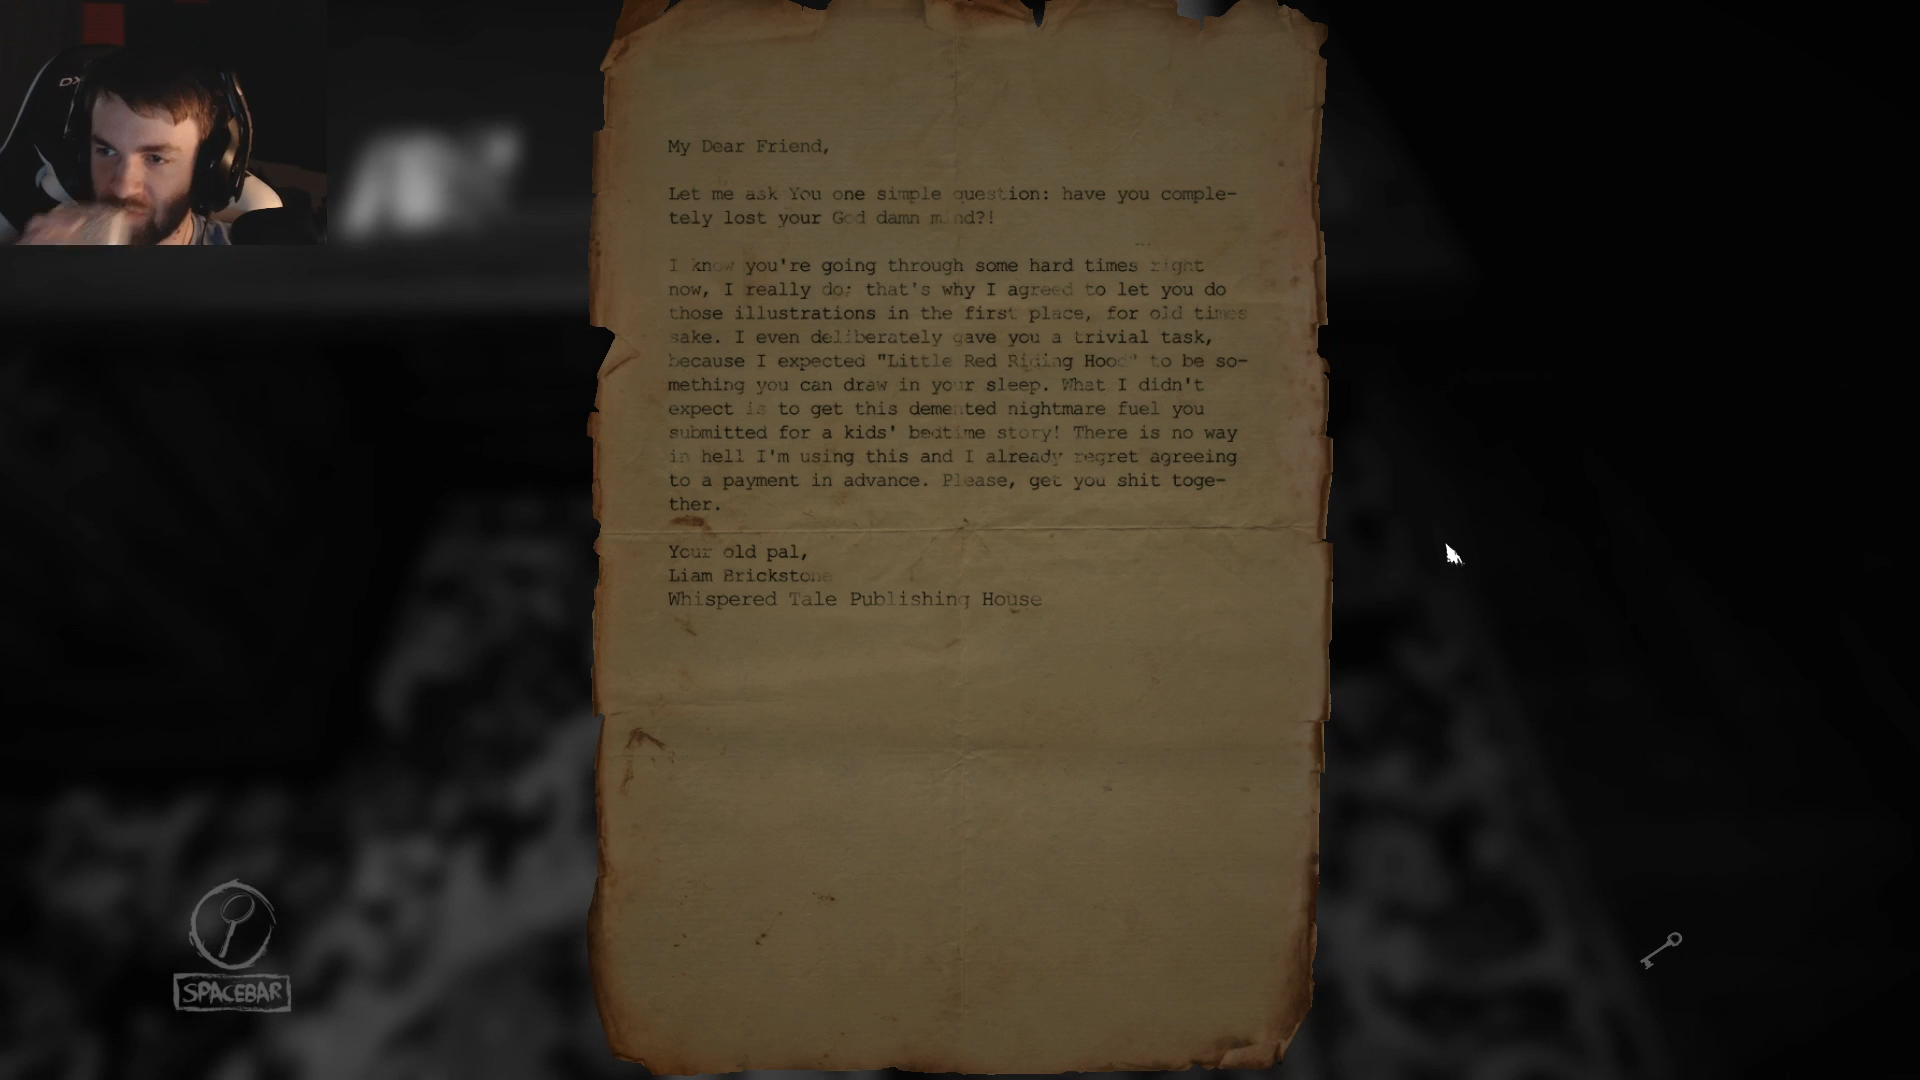 DX
My Dear Friend,
Let me ask You one simple question: have you comple-
tely lost your God damn mind?!
I know you're going through some hard times right
now, I really do; that's why I agreed to let you do
those illustrations in the first place, for old times
sake. I even deliberately gave you a trivial task,
because I expected "Little Red Riding Hood" to be so-
mething you can draw in your sleep. What I didn't
expect is to get this demented nightmare fuel you
submitted for a kids' bedtime story! There is no way
in hell I'm using this and I already regret agreeing
to a payment in advance. Please, get you shit toge-
ther.
Your old pal,
Liam Brickstone
Whispered Tale Publishing House
SPACEBAR